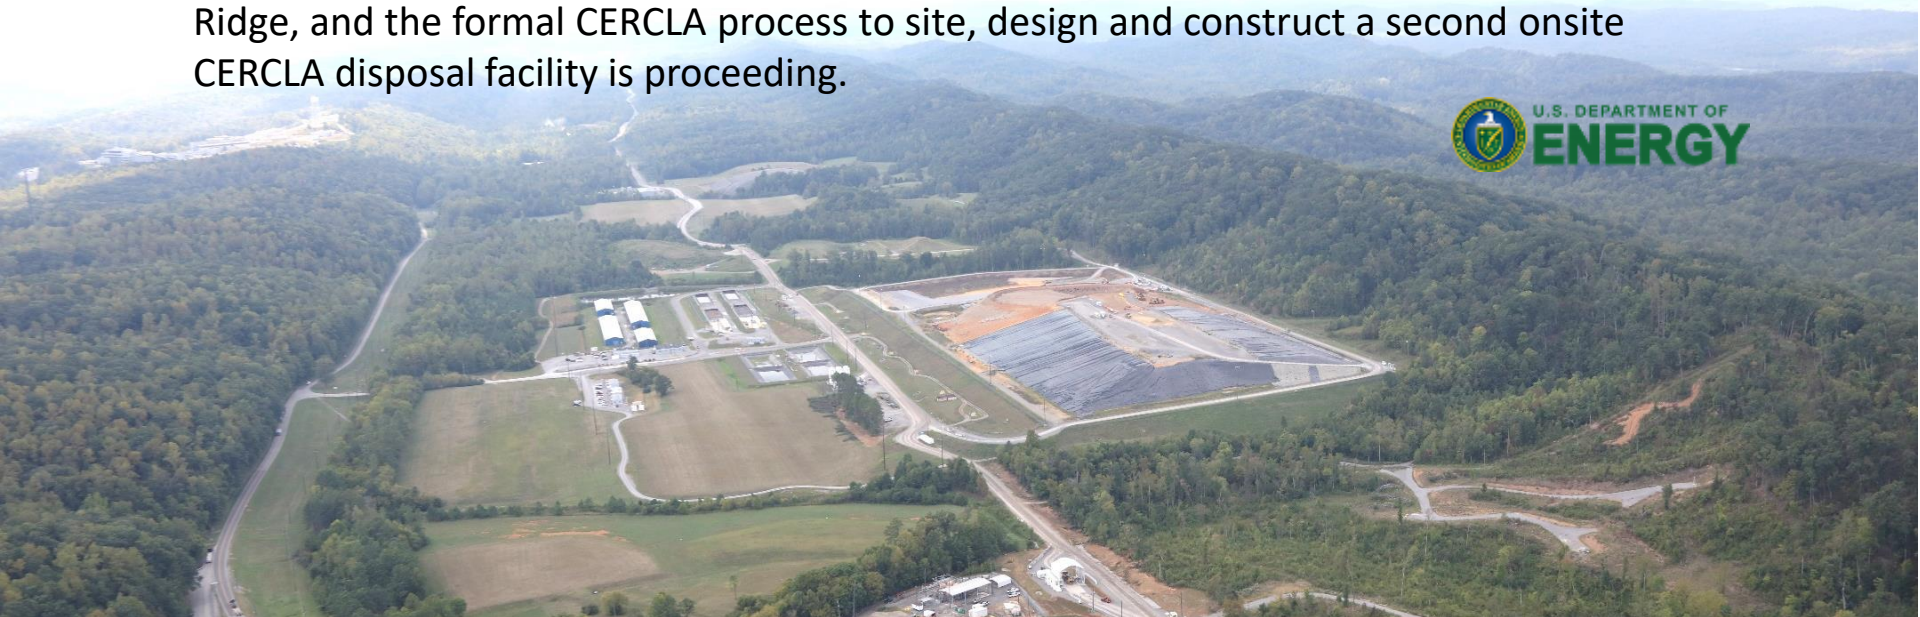 Ridge, and the formal CERCLA process to site, design and construct a second onsite
CERCLA disposal facility is proceeding.
U.S. DEPARTMENT OF
ENERGY